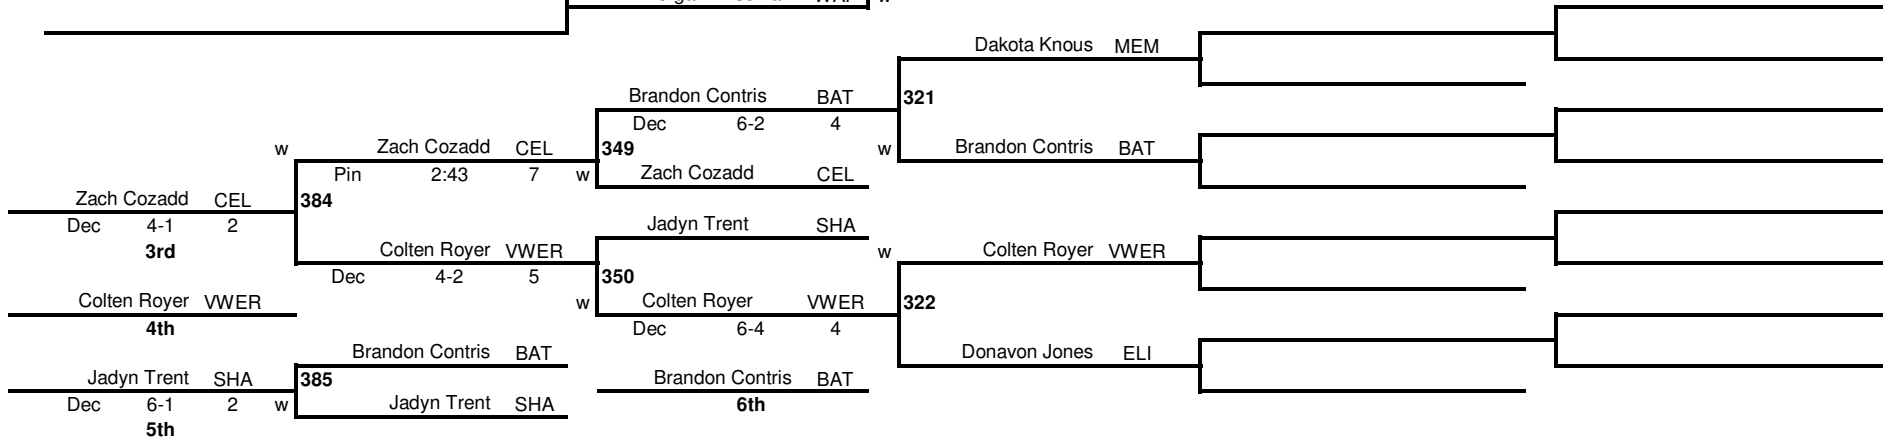 w
Dakota Knous MEM
Brandon Contris BAT
321
Dec 6-2 4
w Zach Cozadd CEL
349
w Brandon Contris BAT
Pin 2:43 7 w Zach Cozadd CEL
Zach Cozadd CEL
384
Dec 4-1 2
3rd
Jadyn Trent SHA
Colten Royer VWER
w Colten Royer VWER
Dec 4-2 5
350
Colten Royer VWER
w Colten Royer VWER
322
4th
Dec 6-4 4
Brandon Contris BAT
Donavon Jones ELI
Jadyn Trent SHA
385
Brandon Contris BAT
Dec 6-1 2 w
Jadyn Trent SHA
6th
5th